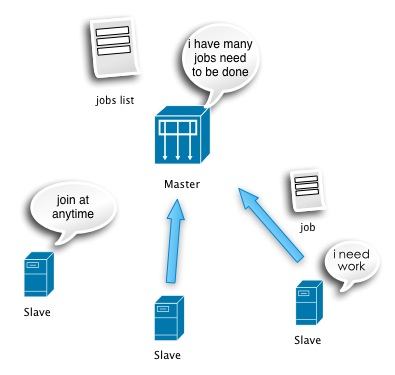 i have many
jobs need
to be done
jobs list
Master
join at
anytime
job
i need
work
Slave
Slave
Slave